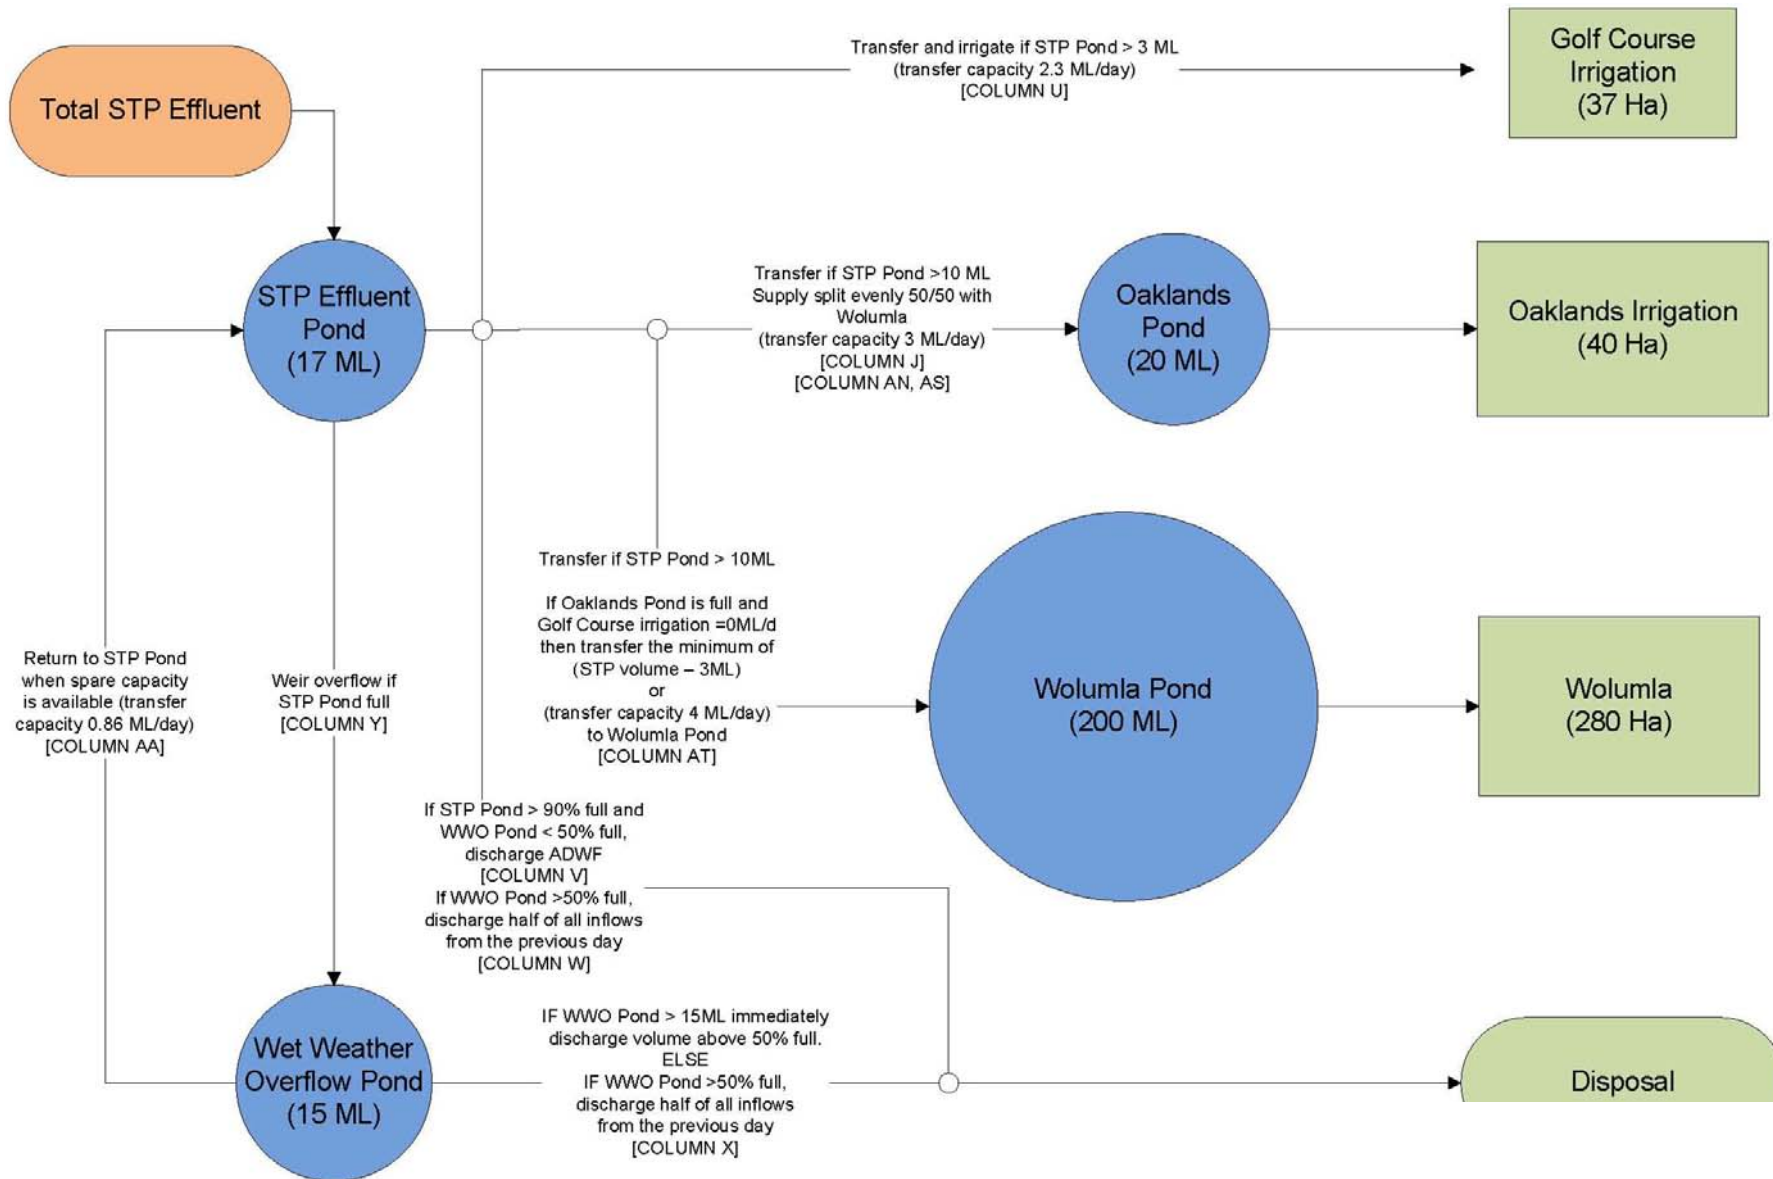 Total STP Effluent
Transfer and irrigate if STP Pond > 3 ML
(transfer capacity 2.3 ML/day)
[COLUMN U]
Golf Course
Irrigation
(37 Ha)
STP Effluent
Pond
(17 ML)
Transfer if STP Pond >10 ML
Supply split evenly 50/50 with
Wolumla
(transfer capacity 3 ML/day)
[COLUMN J]
[COLUMN AN, AS]
Oaklands
Pond
(20 ML)
Oaklands Irrigation
(40 Ha)
Transfer if STP Pond > 10ML
If Oaklands Pond is full and
Golf Course irrigation =0ML/d
then transfer the minimum of
(STP volume – 3ML)
or
(transfer capacity 4 ML/day)
to Wolumla Pond
[COLUMN AT]
Wolumla Pond
(200 ML)
Wolumla
(280 Ha)
Return to STP Pond
when spare capacity
is available (transfer
capacity 0.86 ML/day)
[COLUMN AA]
Weir overflow if
STP Pond full
[COLUMN Y]
If STP Pond > 90% full and
WWO Pond < 50% full,
discharge ADWF
[COLUMN V]
If WWO Pond >50% full,
discharge half of all inflows
from the previous day
[COLUMN W]
Wet Weather
Overflow Pond
(15 ML)
IF WWO Pond > 15ML immediately
discharge volume above 50% full.
ELSE
IF WWO Pond >50% full,
discharge half of all inflows
from the previous day
[COLUMN X]
Disposal